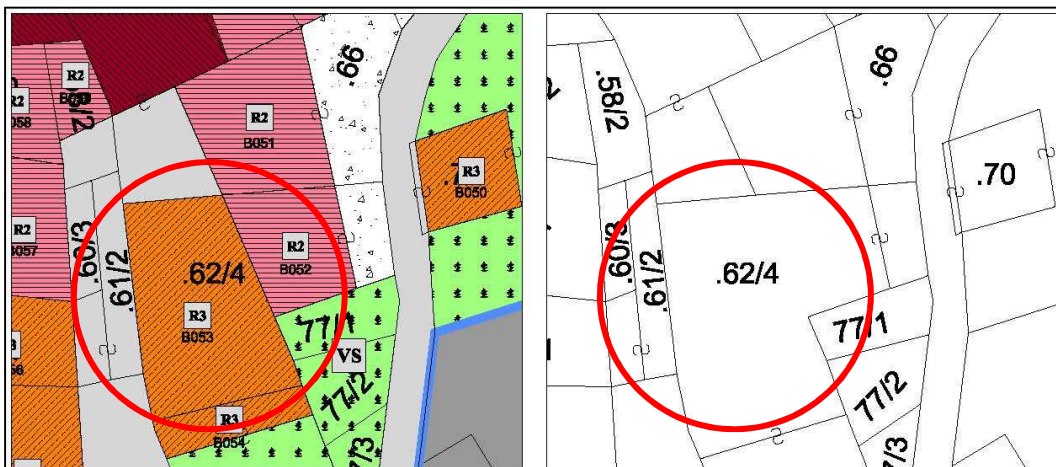 R2
R2
.66
R2
B051
058
R3
B050
R2
B057
.60/3
.61/2
.62/4
R2
B052
R3
B053
77/1
VS
77/2
R3
B054
.58/2
.66
.70
.60/3
.61/2
.62/4
77/1
77/2